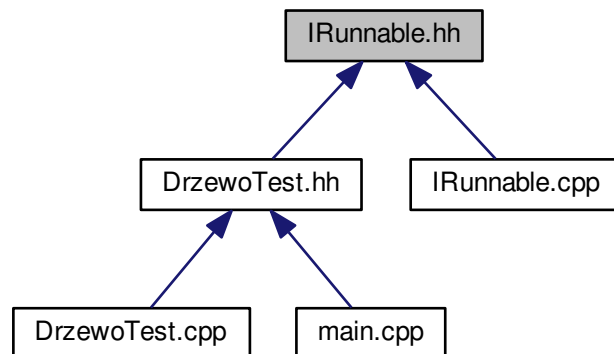 IRunnable.hh
DrzewoTest.hh
IRunnable.cpp
DrzewoTest.cpp
main.cpp